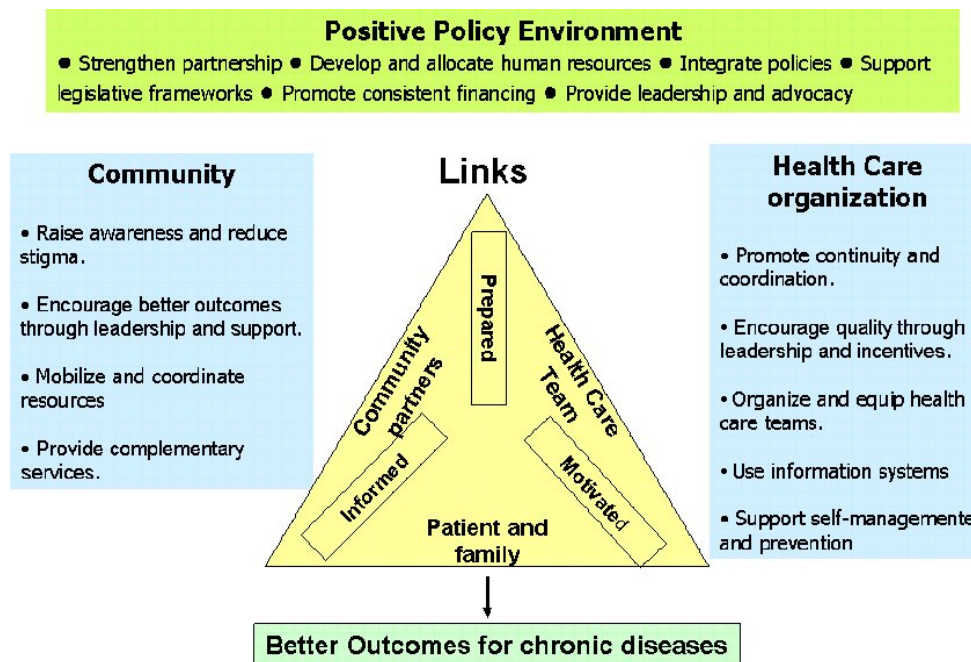 Positive Policy Environment
● Strengthen partnership ● Develop and allocate human resources ● Integrate policies ● Support
legislative frameworks ● Promote consistent financing ● Provide leadership and advocacy
Community
• Raise awareness and reduce
stigma.
• Encourage better outcomes
through leadership and support.
• Mobilize and coordinate
resources
• Provide complementary
services.
Links
Prepared
Community
partners
Health Care
Team
Informed
Motivated
Patient and
family
Health Care
organization
• Promote continuity and
coordination.
• Encourage quality through
leadership and incentives.
• Organize and equip health
care teams.
• Use information systems
• Support self-managemente
and prevention
Better Outcomes for chronic diseases